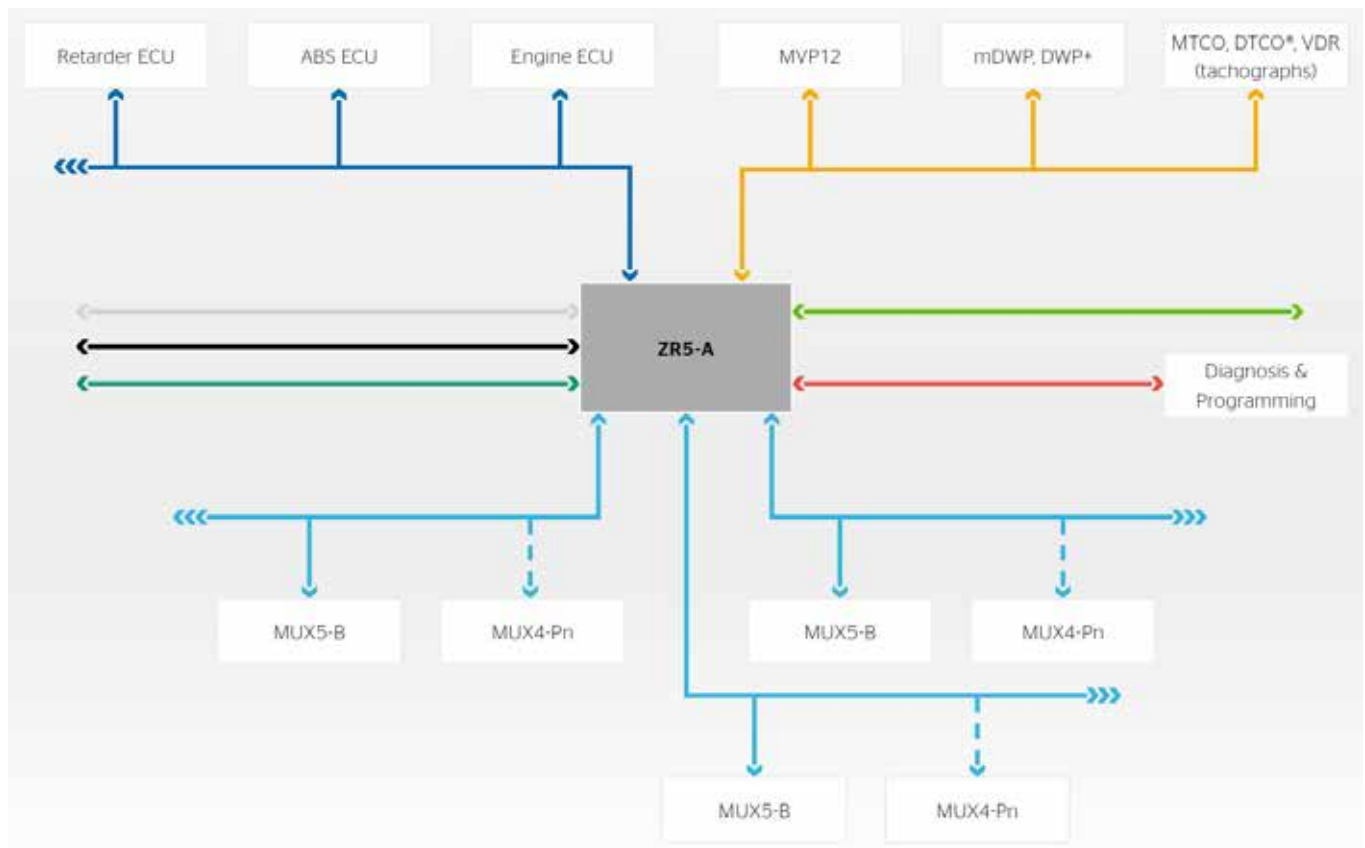 Retarder ECU
ABS ECU
Engine ECU
MVP12
mDWP, DWP+
MTCO, DTCO®, VDR
(tachographs)
ZR5-A
Diagnosis &
Programming
MUX5-B
MUX4-Pn
MUX5-B
MUX4-Pn
MUX5-B
MUX4-Pn